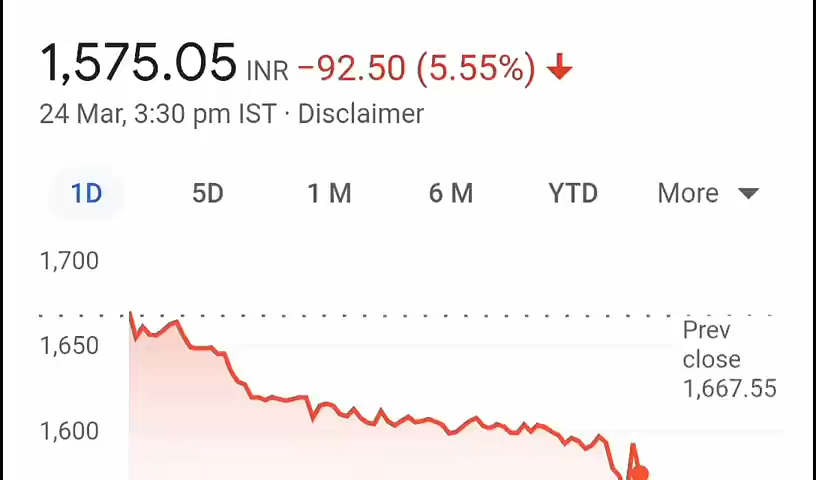 1,575.05 INR −92.50 (5.55%) ↓
24 Mar, 3:30 pm IST · Disclaimer
1D 5D 1 M 6 M YTD More
1,700
1,650
1,600
Prev
close
1,667.55